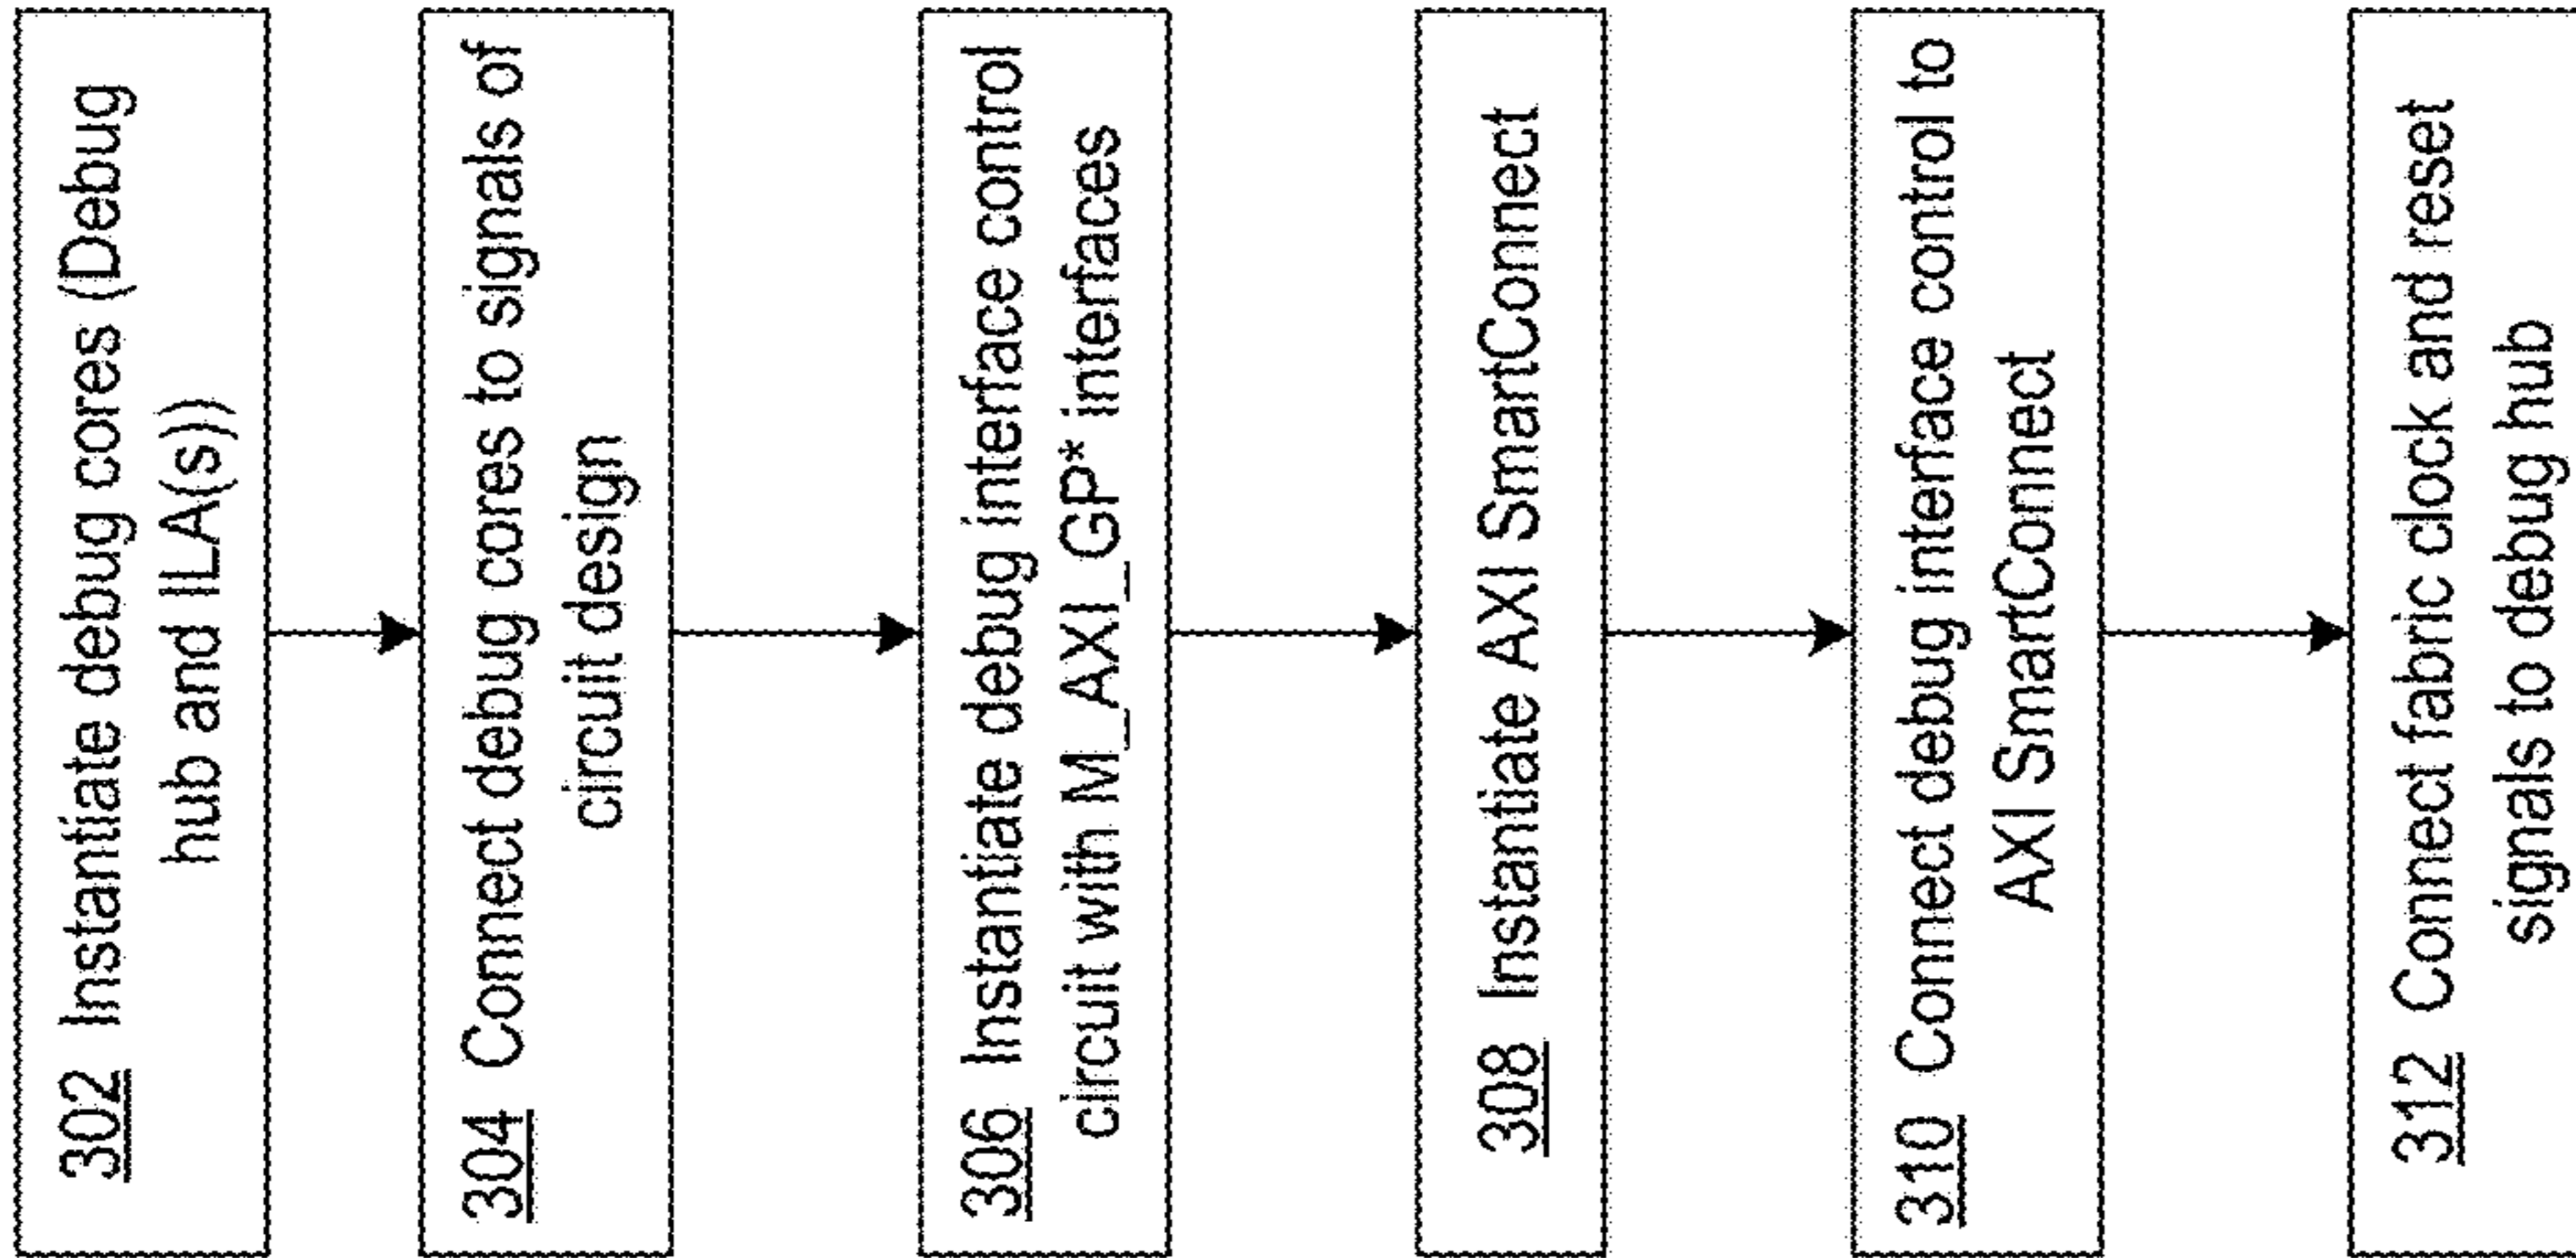 302 Instantiate debug cores (Debug
hub and ILA(s))
304 Connect debug cores to signals of
circuit design
306 Instantiate debug interface control
circuit with M_AXI_GP* interfaces
308 Instantiate AXI SmartConnect
310 Connect debug interface control to
AXI SmartConnect
312 Connect fabric clock and reset
signals to debug hub